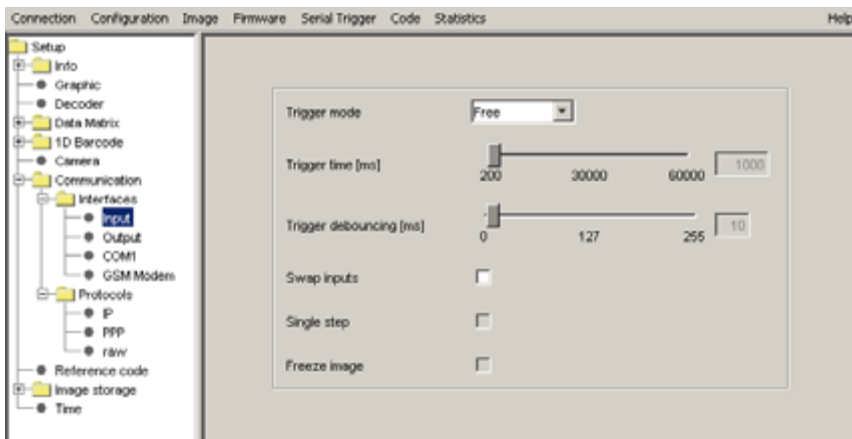 Connection Configuration Image Firmware Serial Trigger Code Statistics Help
Setup
Info
Graphic
Decoder
Data Matrix
1D Barcode
Camera
Communication
Interfaces
Input
Output
COM1
GSM Modem
Protocols
IP
PPP
raw
Reference code
Image storage
Time
Trigger mode Free
Trigger time [ms] 1000
200 30000 60000
Trigger debouncing [ms] 10
0 127 255
Swap inputs
Single step
Freeze image